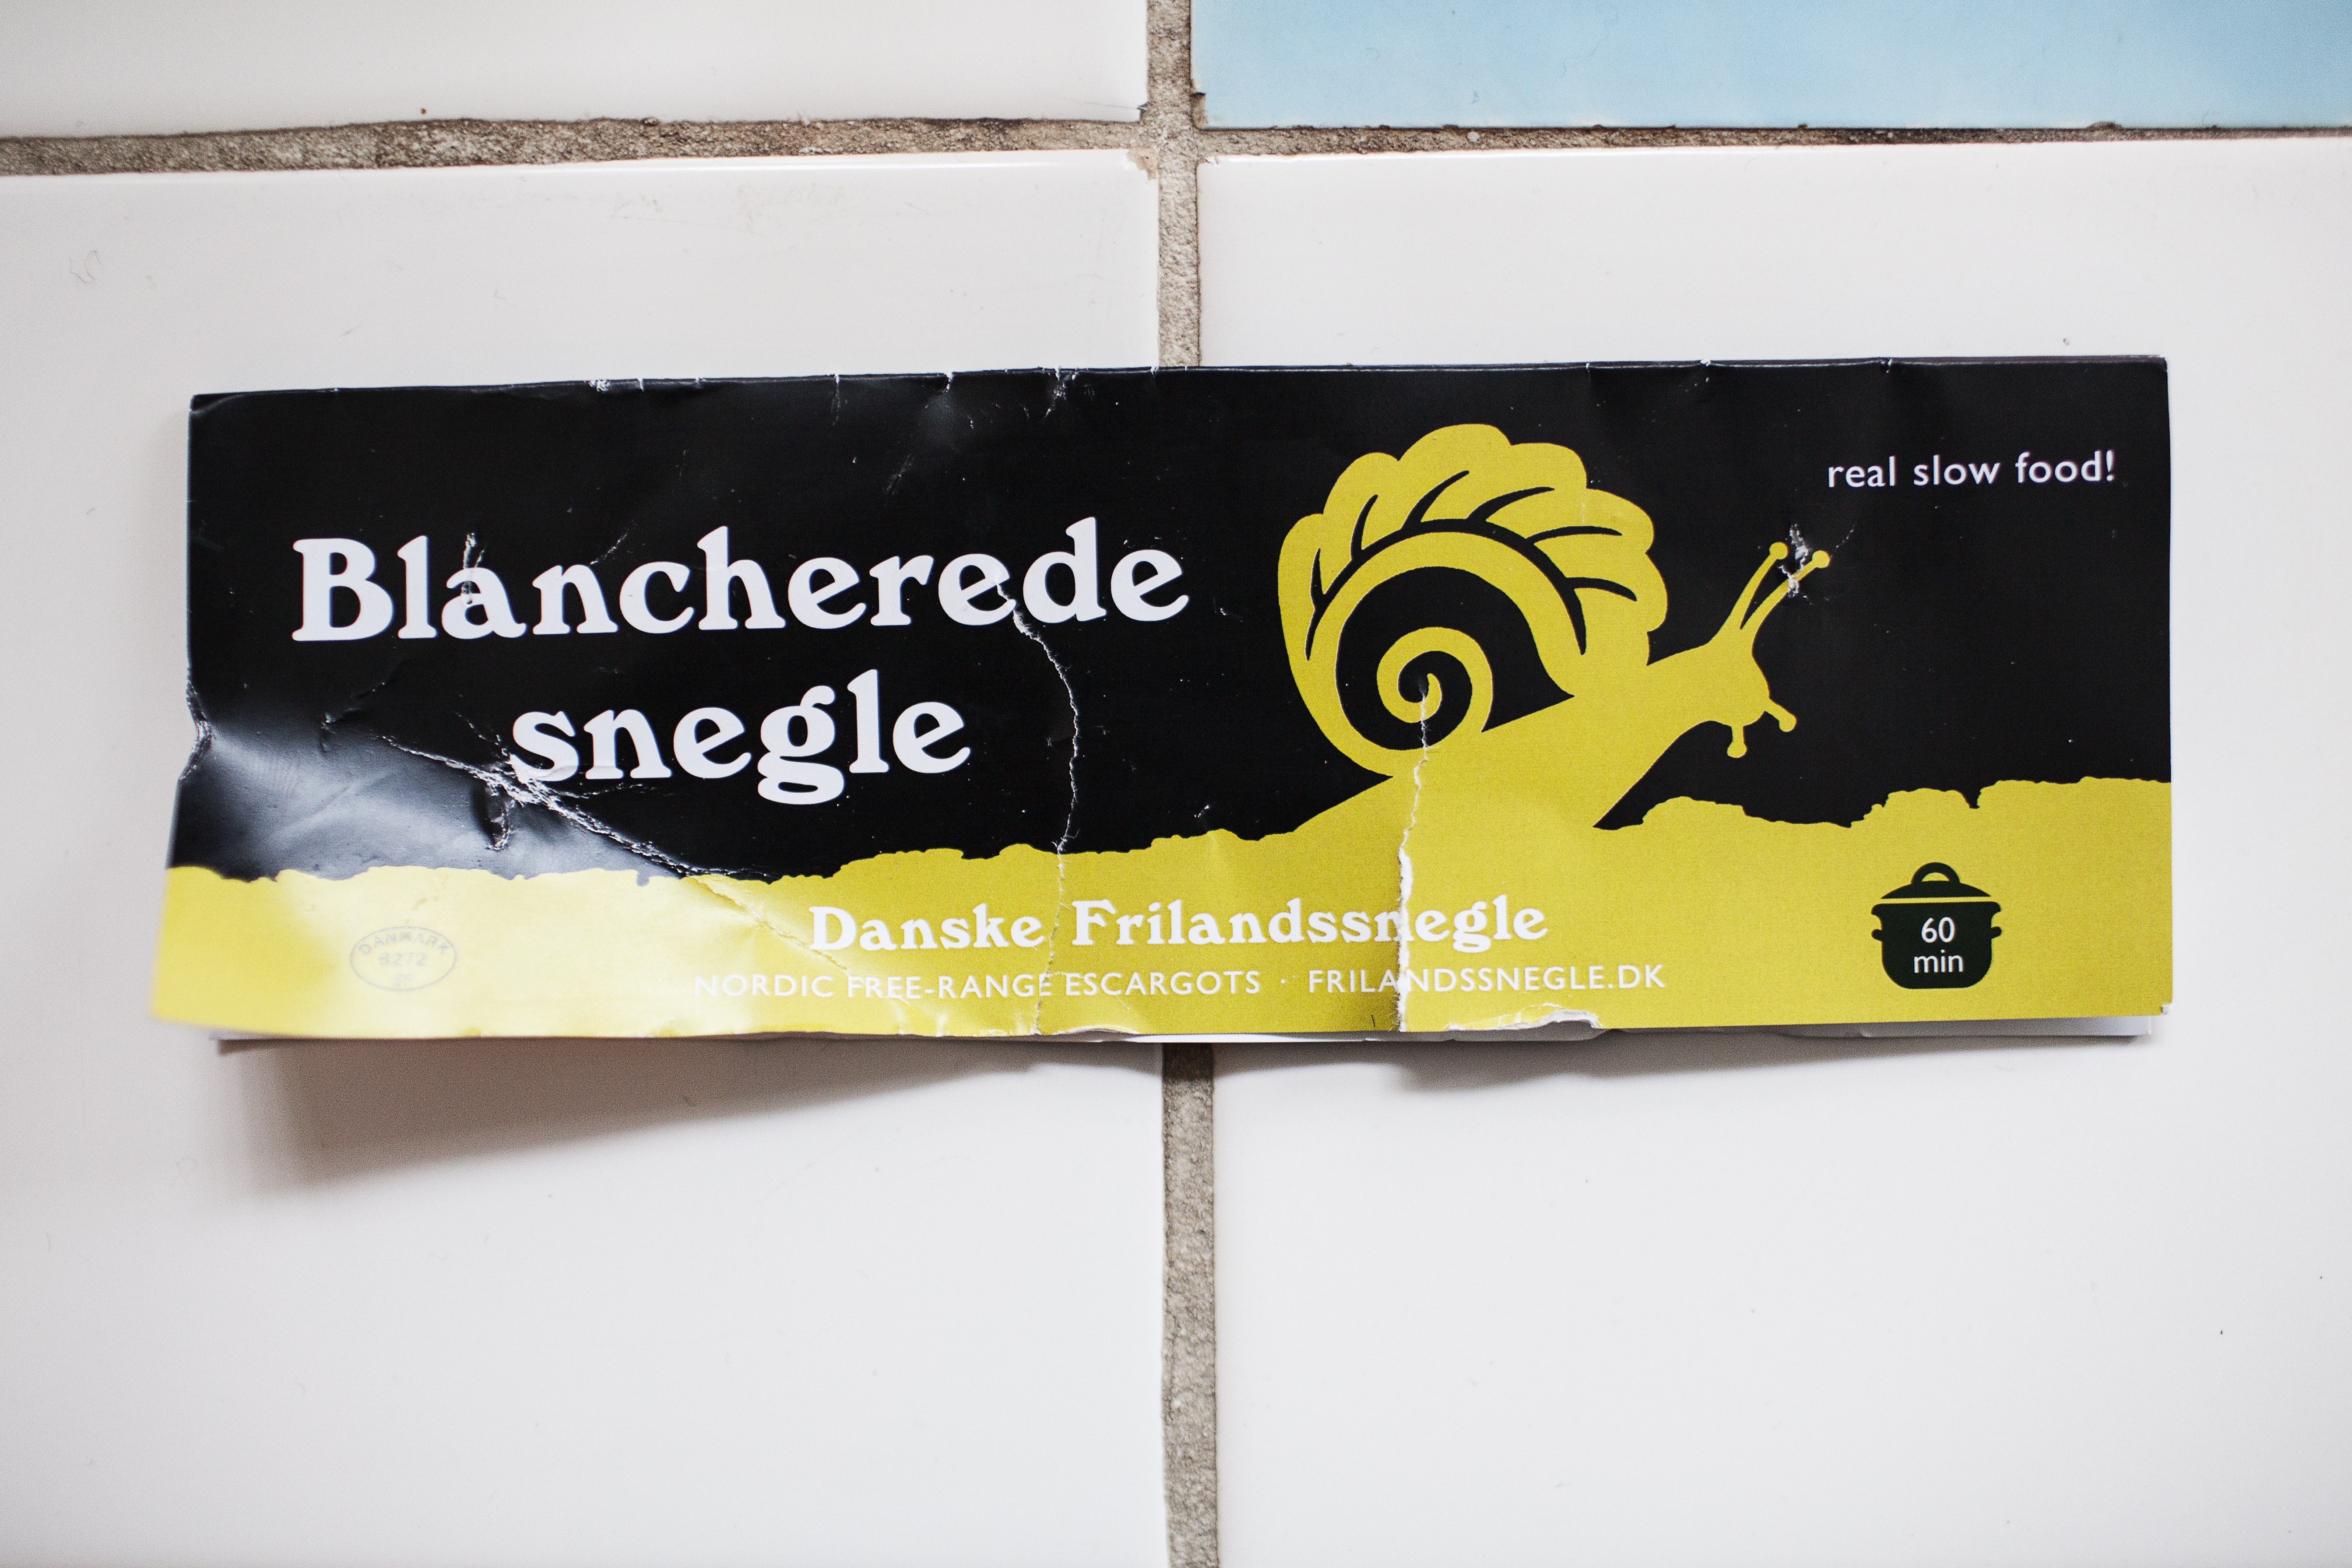 real slow food!
Blancherede
snegle
Danske Frilandssnegle
NORDIC FREE-RANGE ESCARGOTS · FRILANDSSNEGLE.DK
60
min
DANMARK